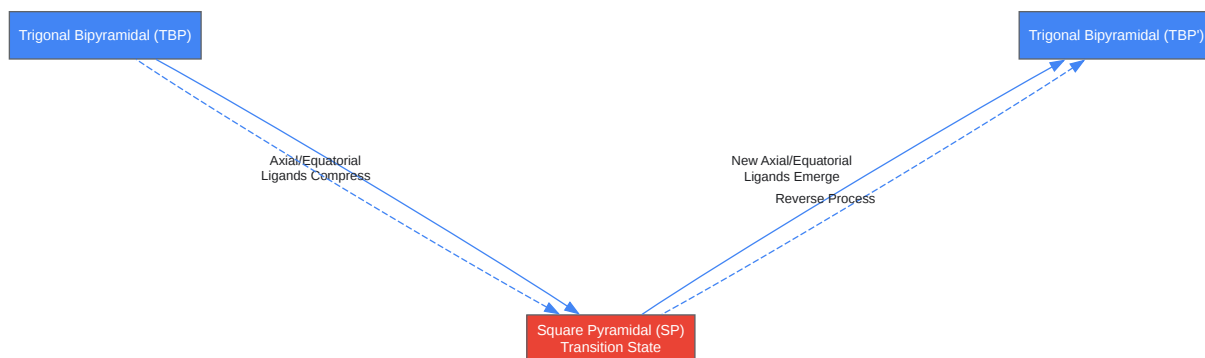 Trigonal Bipyramidal (TBP)
Trigonal Bipyramidal (TBP')
Axial/Equatorial
Ligands Compress
New Axial/Equatorial
Ligands Emerge
Reverse Process
Square Pyramidal (SP)
Transition State